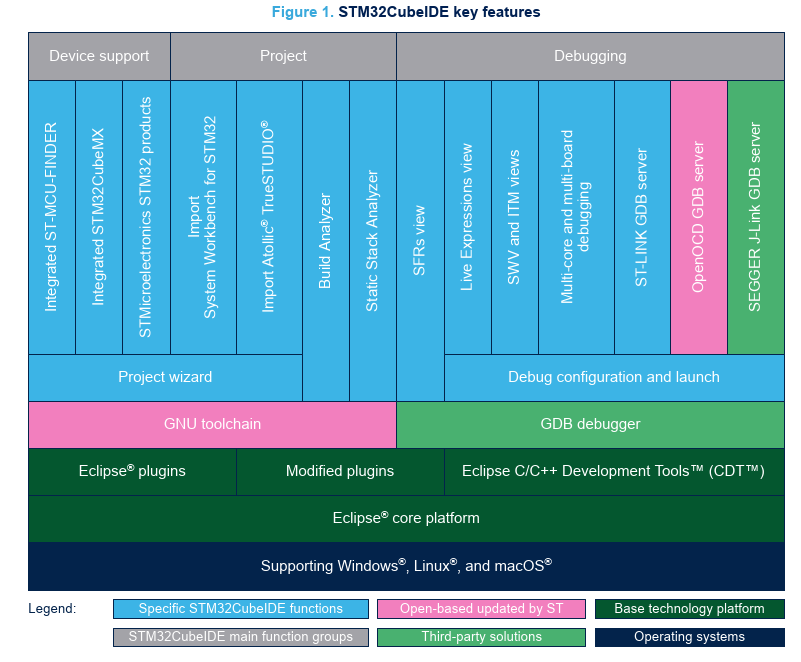 Figure 1. STM32CubeIDE key features
Device support
Project
Debugging
Integrated ST-MCU-FINDER
Integrated STM32CubeMX
STMicroelectronics STM32 products
Import
System Workbench for STM32
Import Atollic® TrueSTUDIO®
Build Analyzer
Static Stack Analyzer
SFRs view
Live Expressions view
SWV and ITM views
Multi-core and multi-board
debugging
ST-LINK GDB server
OpenOCD GDB server
SEGGER J-Link GDB server
Project wizard
Debug configuration and launch
GNU toolchain
GDB debugger
Eclipse® plugins
Modified plugins
Eclipse C/C++ Development Tools™ (CDT™)
Eclipse® core platform
Supporting Windows®, Linux®, and macOS®
Legend:
Specific STM32CubeIDE functions
Open-based updated by ST
Base technology platform
STM32CubeIDE main function groups
Third-party solutions
Operating systems